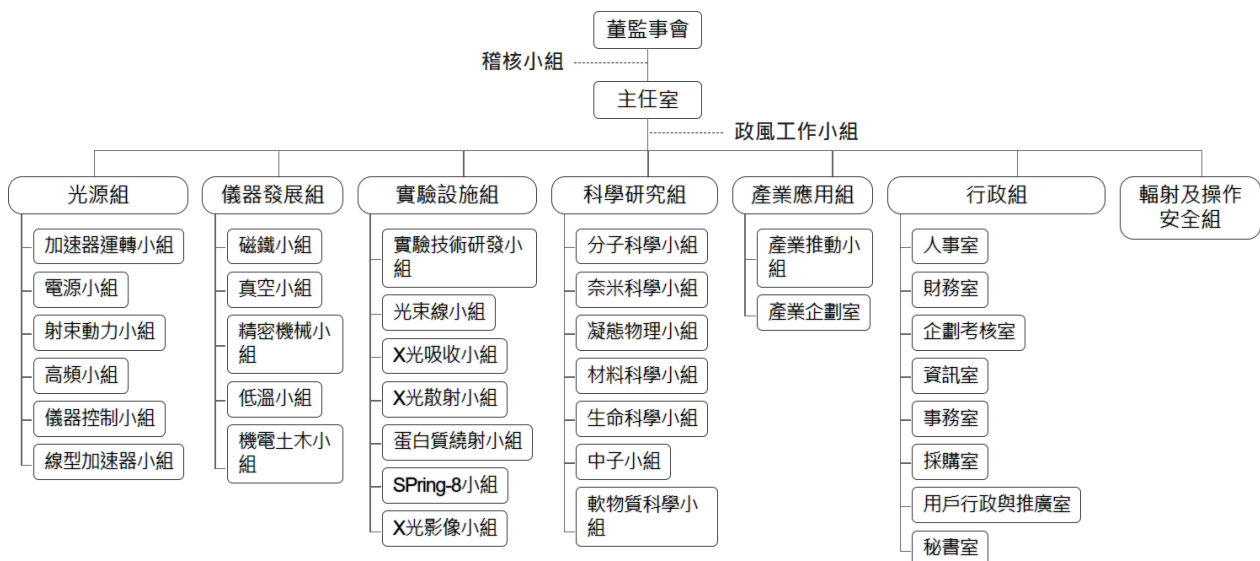 董監事會
稽核小組
主任室
政風工作小組
光源組
加速器運轉小組
電源小組
射束動力小組
高頻小組
儀器控制小組
線型加速器小組
儀器發展組
磁鐵小組
真空小組
精密機械小
組
低溫小組
機電土木小
組
實驗設施組
實驗技術研發小
組
光束線小組
X光吸收小組
X光散射小組
蛋白質繞射小組
SPring-8小組
X光影像小組
科學研究組
分子科學小組
奈米科學小組
凝態物理小組
材料科學小組
生命科學小組
中子小組
軟物質科學小
組
產業應用組
產業推動小
組
產業企劃室
行政組
人事室
財務室
企劃考核室
資訊室
事務室
採購室
用戶行政與推廣室
秘書室
輻射及操作
安全組